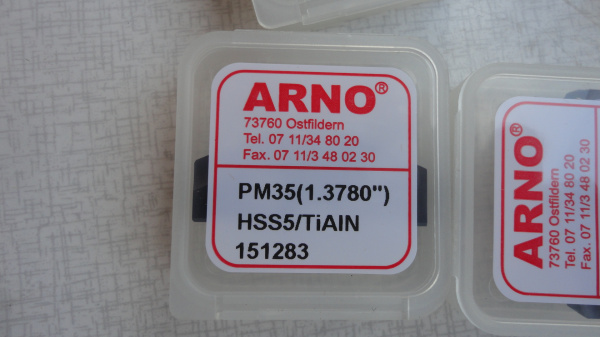 ARNO®
73760 Ostfildern
Tel. 07 11/34 80 20
Fax. 07 11/3 48 02 30
PM35(1.3780")
HSS5/TiAIN
151283
ARNO®
73760 Ostfildern
Tel. 07 11/34 80 20
Fax. 07 11/3 48 02 30